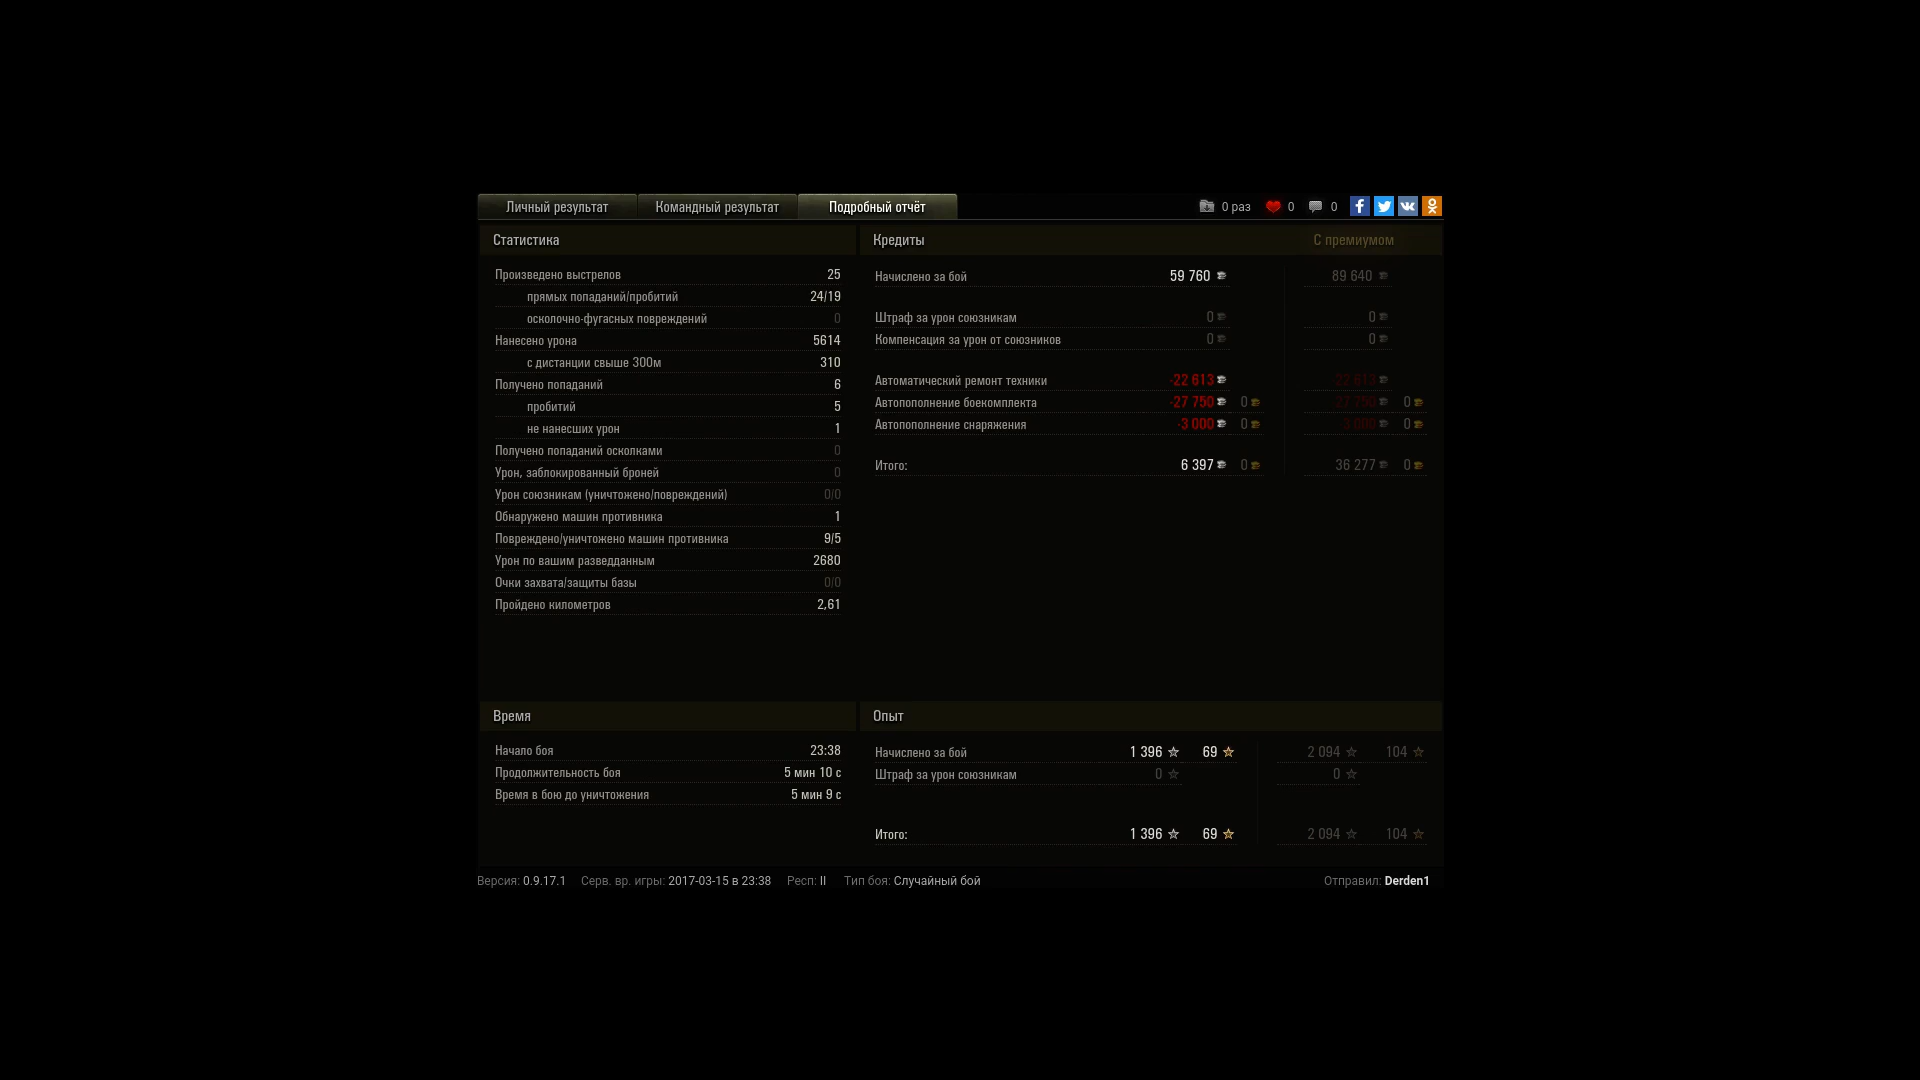 Личный результат Командный результат Подробный отчёт 0 раз 0 0
Статистика
Произведено выстрелов 25
прямых попаданий/пробитий 24/19
осколочно-фугасных повреждений 0
Нанесено урона 5614
с дистанции свыше 300м 310
Получено попаданий 6
пробитий 5
не нанесших урон 1
Получено попаданий осколками 0
Урон, заблокированный броней 0
Урон союзникам (уничтожено/повреждений) 0/0
Обнаружено машин противника 1
Повреждено/уничтожено машин противника 9/5
Урон по вашим разведданным 2680
Очки захвата/защиты базы 0/0
Пройдено километров 2,61
Кредиты С премиумом
Начислено за бой 59 760 89 640
Штраф за урон союзникам 0 0
Компенсация за урон от союзников 0 0
Автоматический ремонт техники -22 613 -22 613
Автопополнение боекомплекта -27 750 0 -27 750 0
Автопополнение снаряжения -3 000 0 -3 000 0
Итого: 6 397 0 36 277 0
Время
Начало боя 23:38
Продолжительность боя 5 мин 10 с
Время в бою до уничтожения 5 мин 9 с
Опыт
Начислено за бой 1 396 69 2 094 104
Штраф за урон союзникам 0 0
Итого: 1 396 69 2 094 104
Версия: 0.9.17.1 Серв. вр. игры: 2017-03-15 в 23:38 Респ: II Тип боя: Случайный бой Отправил: Derden1